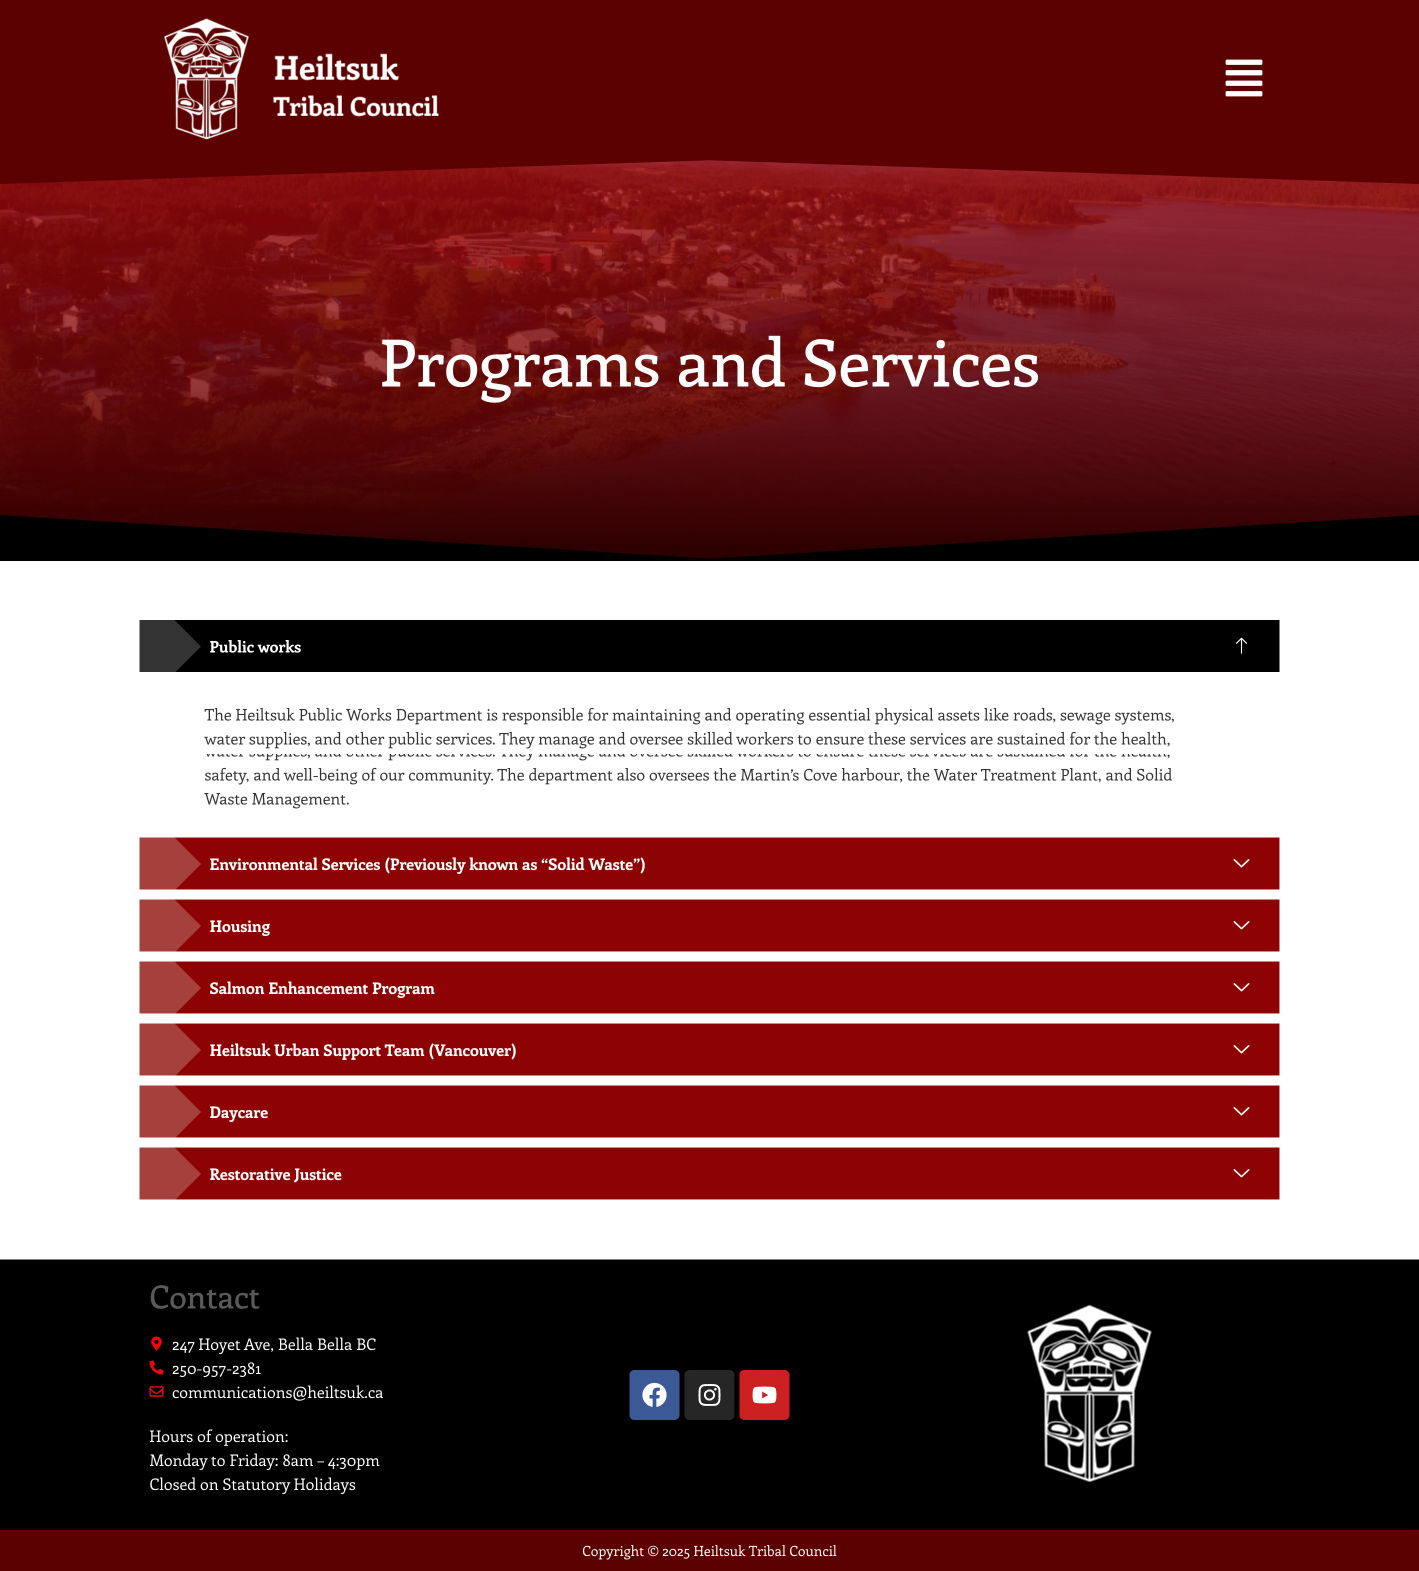 Heiltsuk
Tribal Council
Programs and Services
Public works
The Heiltsuk Public Works Department is responsible for maintaining and operating essential physical assets like roads, sewage systems,
water supplies, and other public services. They manage and oversee skilled workers to ensure these services are sustained for the health,
safety, and well-being of our community. The department also oversees the Martin’s Cove harbour, the Water Treatment Plant, and Solid
Waste Management.
Environmental Services (Previously known as “Solid Waste”)
Housing
Salmon Enhancement Program
Heiltsuk Urban Support Team (Vancouver)
Daycare
Restorative Justice
Contact
247 Hoyet Ave, Bella Bella BC
250-957-2381
communications@heiltsuk.ca
Hours of operation:
Monday to Friday: 8am – 4:30pm
Closed on Statutory Holidays
Copyright © 2025 Heiltsuk Tribal Council